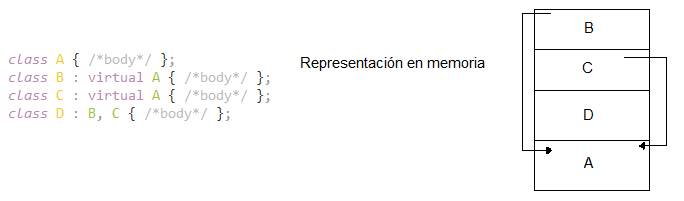 class A { /*body*/ };
class B : virtual A { /*body*/ };
class C : virtual A { /*body*/ };
class D : B, C { /*body*/ };
Representación en memoria
B
C
D
A